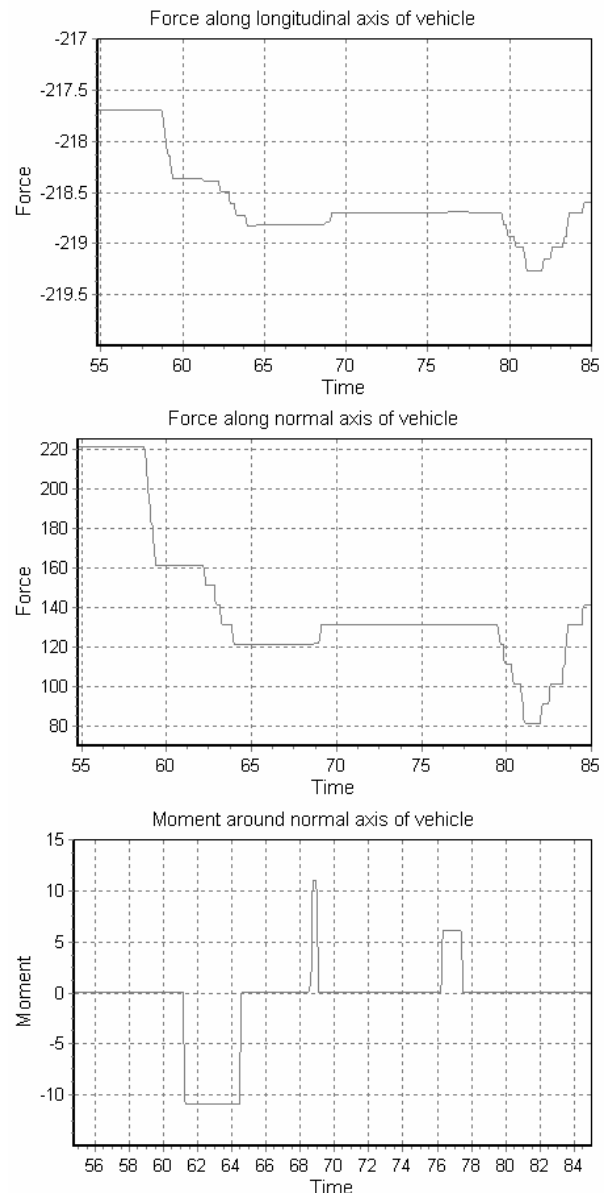 Force along longitudinal axis of vehicle
-217
-217.5
-218
-218.5
-219
-219.5
Force
55 60 65 70 75 80 85
Time
Force along normal axis of vehicle
220
200
180
160
140
120
100
80
Force
55 60 65 70 75 80 85
Time
Moment around normal axis of vehicle
15
10
5
0
-5
-10
Moment
56 58 60 62 64 66 68 70 72 74 76 78 80 82 84
Time